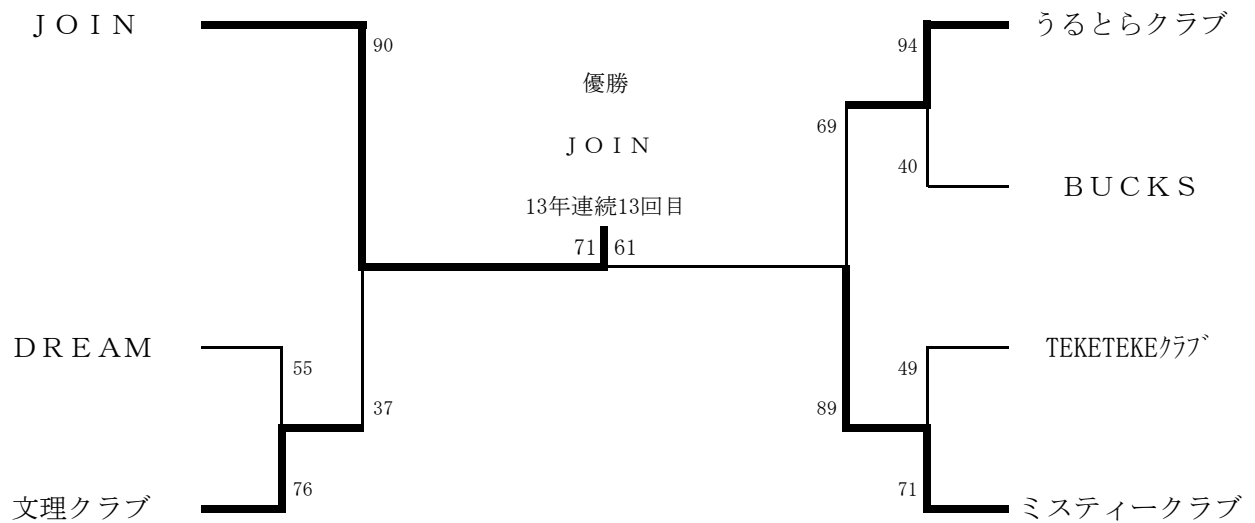 ＪＯＩＮ
うるとらクラブ
90
94
優勝
69
ＪＯＩＮ
40
ＢＵＣＫＳ
13年連続13回目
71 61
ＤＲＥＡＭ
TEKETEKEｸﾗﾌﾞ
55
49
37
89
76
71
文理クラブ
ミスティークラブ